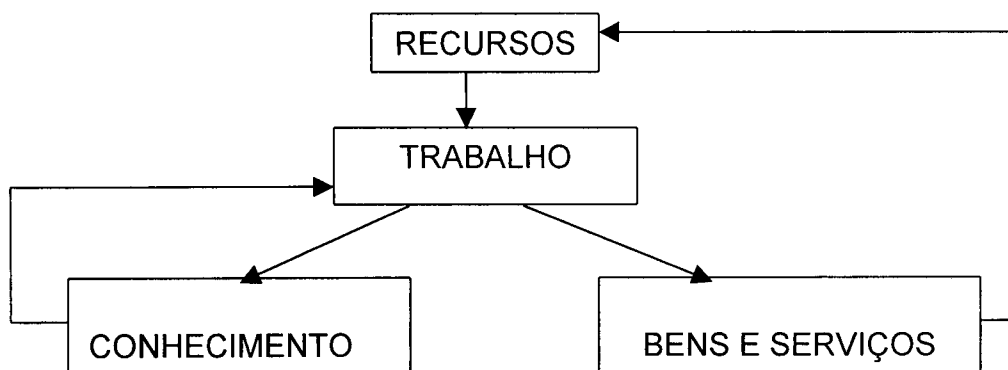 RECURSOS
TRABALHO
CONHECIMENTO
BENS E SERVIÇOS